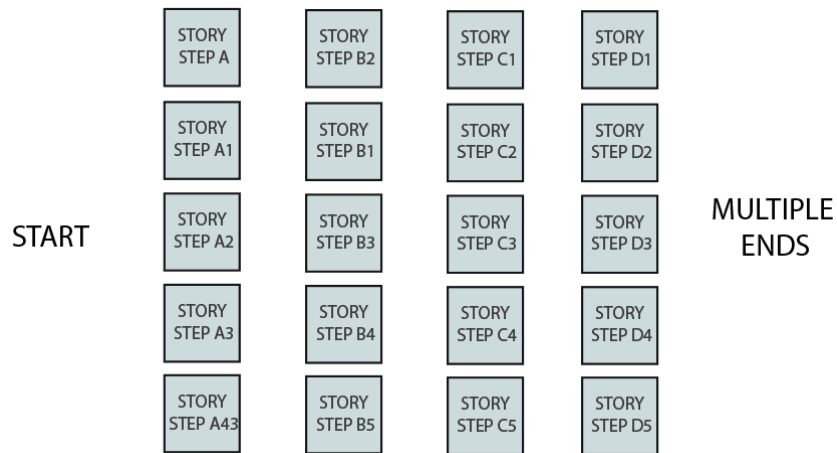 STORY
STEP A
STORY
STEP B2
STORY
STEP C1
STORY
STEP D1
STORY
STEP A1
STORY
STEP B1
STORY
STEP C2
STORY
STEP D2
START
STORY
STEP A2
STORY
STEP B3
STORY
STEP C3
STORY
STEP D3
MULTIPLE
ENDS
STORY
STEP A3
STORY
STEP B4
STORY
STEP C4
STORY
STEP D4
STORY
STEP A43
STORY
STEP B5
STORY
STEP C5
STORY
STEP D5